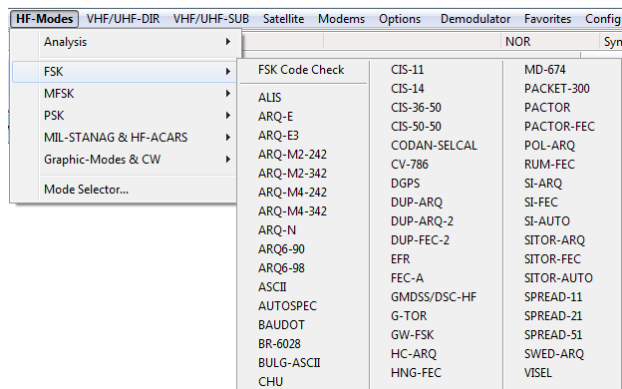 HF-Modes VHF/UHF-DIR VHF/UHF-SUB Satellite Modems Options Demodulator Favorites Config
NOR Syn
Analysis
FSK
MFSK
PSK
MIL-STANAG & HF-ACARS
Graphic-Modes & CW
Mode Selector...
FSK Code Check
ALIS
ARQ-E
ARQ-E3
ARQ-M2-242
ARQ-M2-342
ARQ-M4-242
ARQ-M4-342
ARQ-N
ARQ6-90
ARQ6-98
ASCII
AUTOSPEC
BAUDOT
BR-6028
BULG-ASCII
CHU
CIS-11
CIS-14
CIS-36-50
CIS-50-50
CODAN-SELCAL
CV-786
DGPS
DUP-ARQ
DUP-ARQ-2
DUP-FEC-2
EFR
FEC-A
GMDSS/DSC-HF
G-TOR
GW-FSK
HC-ARQ
HNG-FEC
MD-674
PACKET-300
PACTOR
PACTOR-FEC
POL-ARQ
RUM-FEC
SI-ARQ
SI-FEC
SI-AUTO
SITOR-ARQ
SITOR-FEC
SITOR-AUTO
SPREAD-11
SPREAD-21
SPREAD-51
SWED-ARQ
VISEL